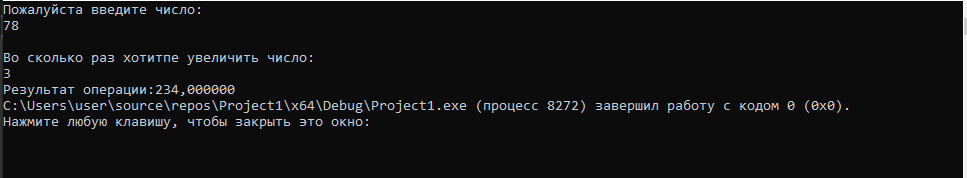 Пожалуйста введите число:
78
Во сколько раз хотитпе увеличить число:
3
Результат операции:234,000000
C:\Users\user\source\repos\Project1\x64\Debug\Project1.exe (процесс 8272) завершил работу с кодом 0 (0x0).
Нажмите любую клавишу, чтобы закрыть это окно: